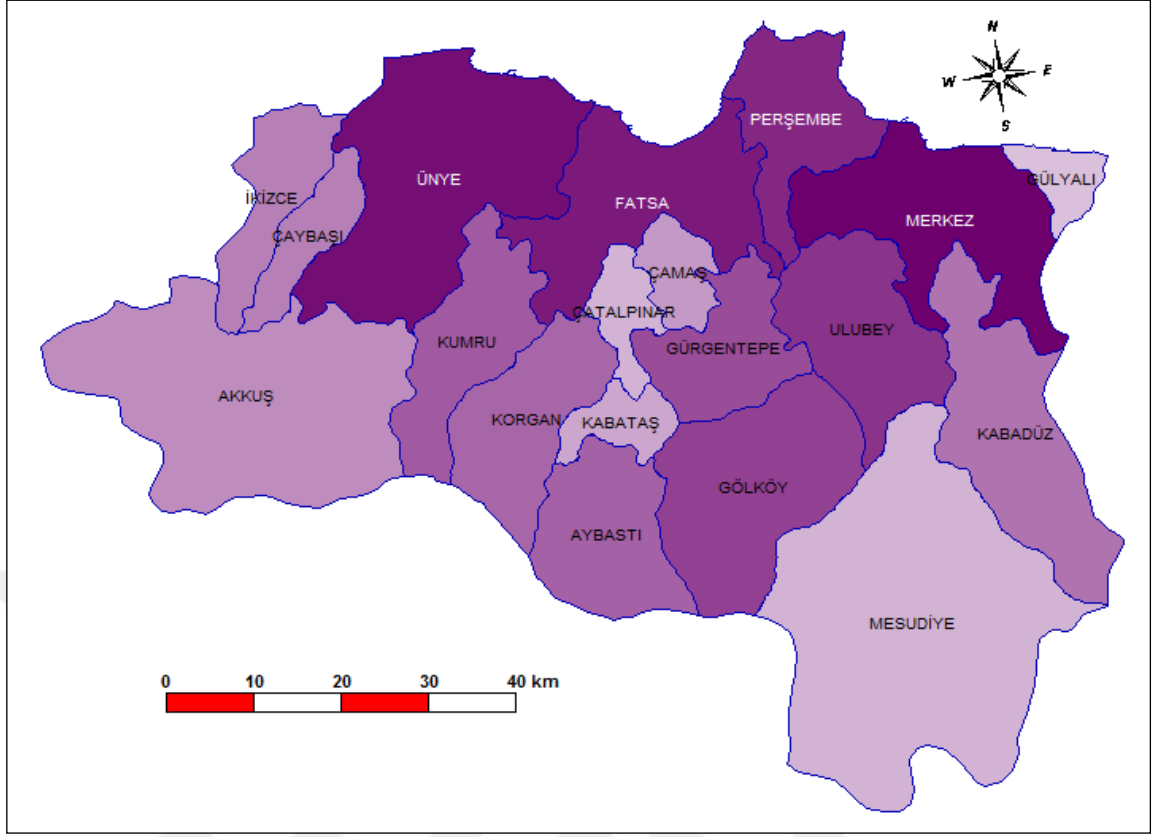 N
W
E
S
PERŞEMBE
ÜNYE
GÜLYALI
İKİZCE
FATSA
MERKEZ
ÇAYBAŞI
ÇAMAŞ
ÇATALPINAR
ULUBEY
KUMRU
GÜRGENTEPE
AKKUŞ
KORGAN
KABATAŞ
KABADÜZ
GÖLKÖY
AYBASTI
MESUDİYE
0 10 20 30 40 km